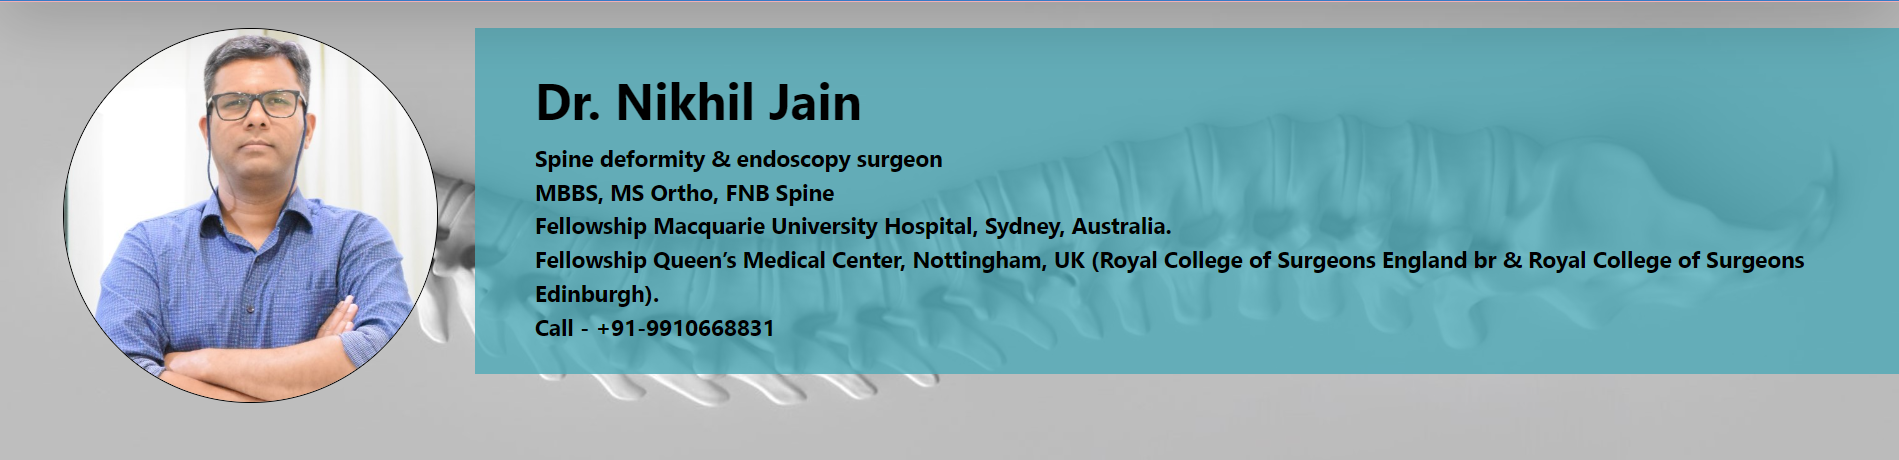 Dr. Nikhil Jain
Spine deformity & endoscopy surgeon
MBBS, MS Ortho, FNB Spine
Fellowship Macquarie University Hospital, Sydney, Australia.
Fellowship Queen’s Medical Center, Nottingham, UK (Royal College of Surgeons England br & Royal College of Surgeons
Edinburgh).
Call - +91-9910668831